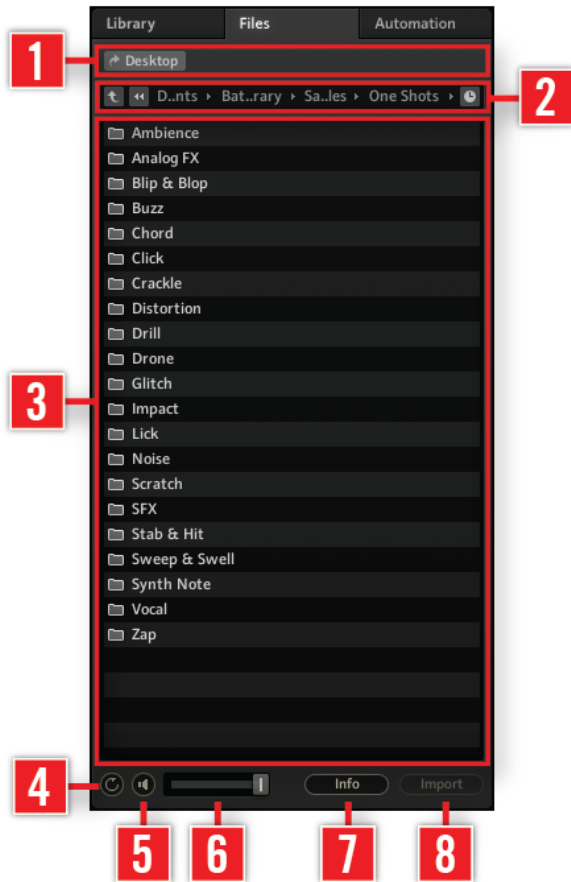 Library Files Automation
1
Desktop
D..nts Bat..rary Sa..les One Shots
2
Ambience
Analog FX
Blip & Blop
Buzz
Chord
Click
Crackle
Distortion
Drill
Drone
Glitch
3
Impact
Lick
Noise
Scratch
SFX
Stab & Hit
Sweep & Swell
Synth Note
Vocal
Zap
4
Info Import
5 6 7 8